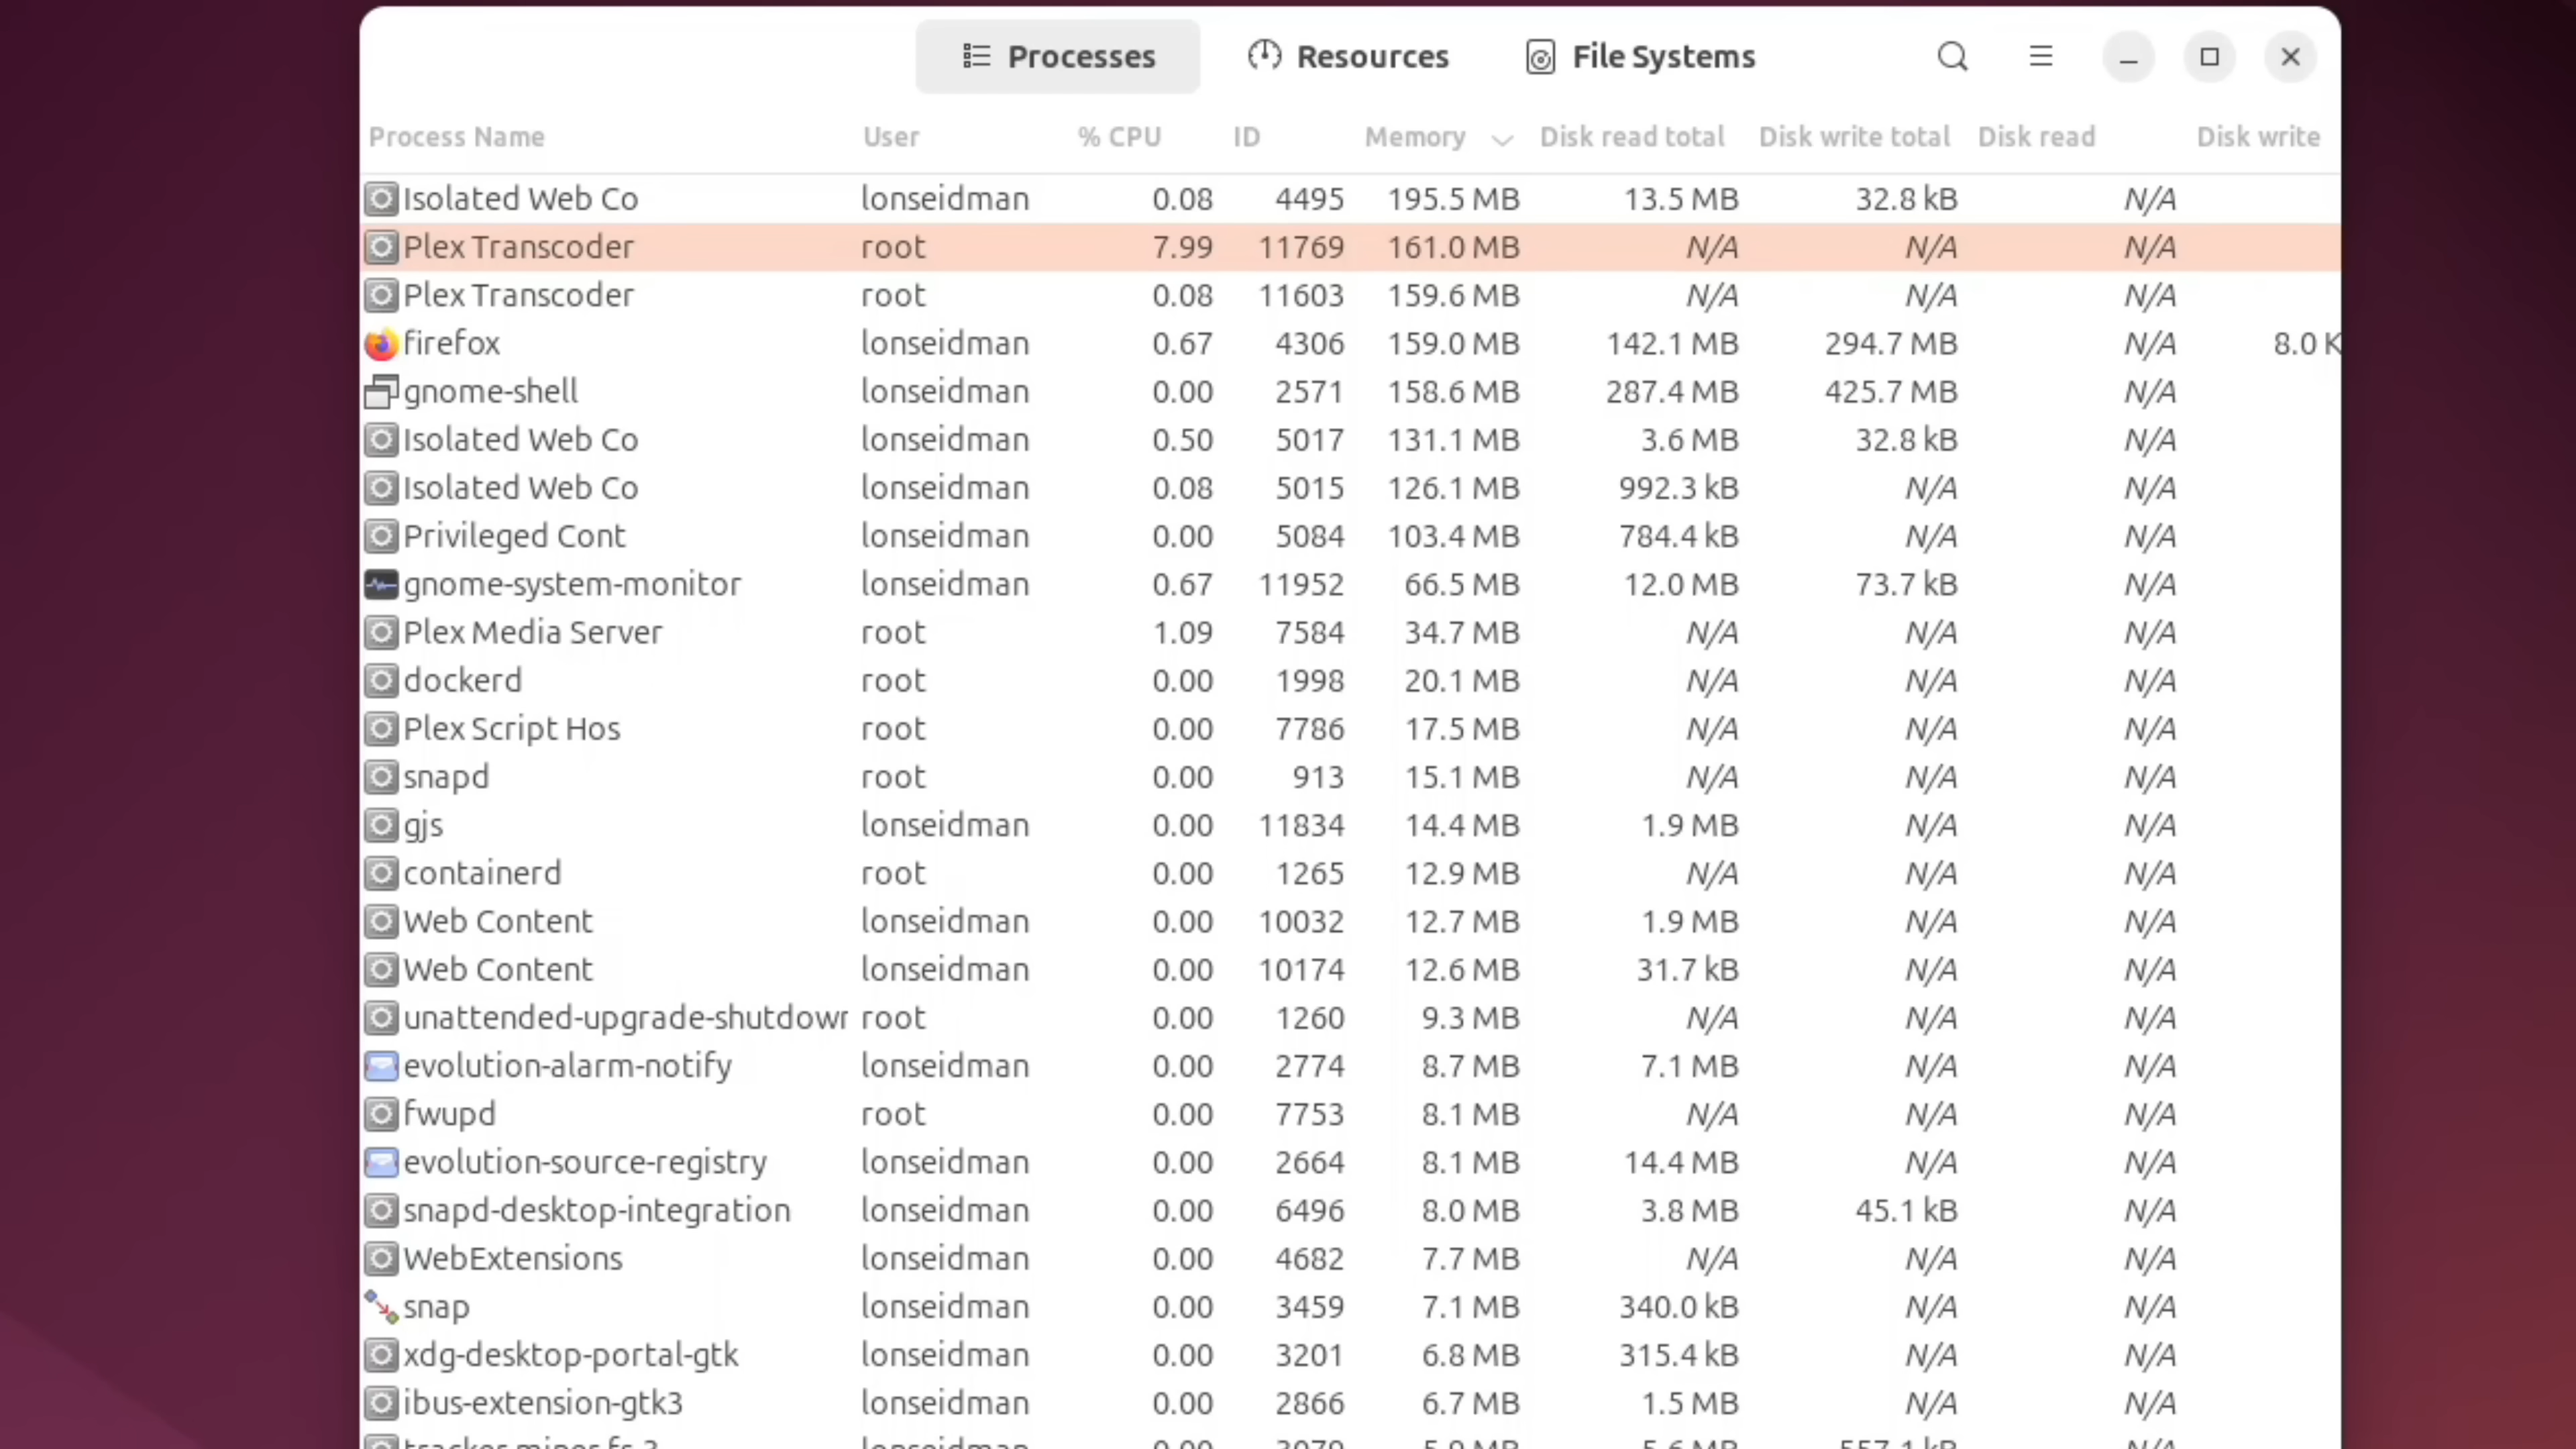 Processes Resources File Systems
Process Name User % CPU ID Memory Disk read total Disk write total Disk read Disk write
Isolated Web Co lonseidman 0.08 4495 195.5 MB 13.5 MB 32.8 kB N/A
Plex Transcoder root 7.99 11769 161.0 MB N/A N/A N/A
Plex Transcoder root 0.08 11603 159.6 MB N/A N/A N/A
firefox lonseidman 0.67 4306 159.0 MB 142.1 MB 294.7 MB N/A 8.0 K
gnome-shell lonseidman 0.00 2571 158.6 MB 287.4 MB 425.7 MB N/A
Isolated Web Co lonseidman 0.50 5017 131.1 MB 3.6 MB 32.8 kB N/A
Isolated Web Co lonseidman 0.08 5015 126.1 MB 992.3 kB N/A N/A
Privileged Cont lonseidman 0.00 5084 103.4 MB 784.4 kB N/A N/A
gnome-system-monitor lonseidman 0.67 11952 66.5 MB 12.0 MB 73.7 kB N/A
Plex Media Server root 1.09 7584 34.7 MB N/A N/A N/A
dockerd root 0.00 1998 20.1 MB N/A N/A N/A
Plex Script Hos root 0.00 7786 17.5 MB N/A N/A N/A
snapd root 0.00 913 15.1 MB N/A N/A N/A
gjs lonseidman 0.00 11834 14.4 MB 1.9 MB N/A N/A
containerd root 0.00 1265 12.9 MB N/A N/A N/A
Web Content lonseidman 0.00 10032 12.7 MB 1.9 MB N/A N/A
Web Content lonseidman 0.00 10174 12.6 MB 31.7 kB N/A N/A
unattended-upgrade-shutdown root 0.00 1260 9.3 MB N/A N/A N/A
evolution-alarm-notify lonseidman 0.00 2774 8.7 MB 7.1 MB N/A N/A
fwupd root 0.00 7753 8.1 MB N/A N/A N/A
evolution-source-registry lonseidman 0.00 2664 8.1 MB 14.4 MB N/A N/A
snapd-desktop-integration lonseidman 0.00 6496 8.0 MB 3.8 MB 45.1 kB N/A
WebExtensions lonseidman 0.00 4682 7.7 MB N/A N/A N/A
snap lonseidman 0.00 3459 7.1 MB 340.0 kB N/A N/A
xdg-desktop-portal-gtk lonseidman 0.00 3201 6.8 MB 315.4 kB N/A N/A
ibus-extension-gtk3 lonseidman 0.00 2866 6.7 MB 1.5 MB N/A N/A